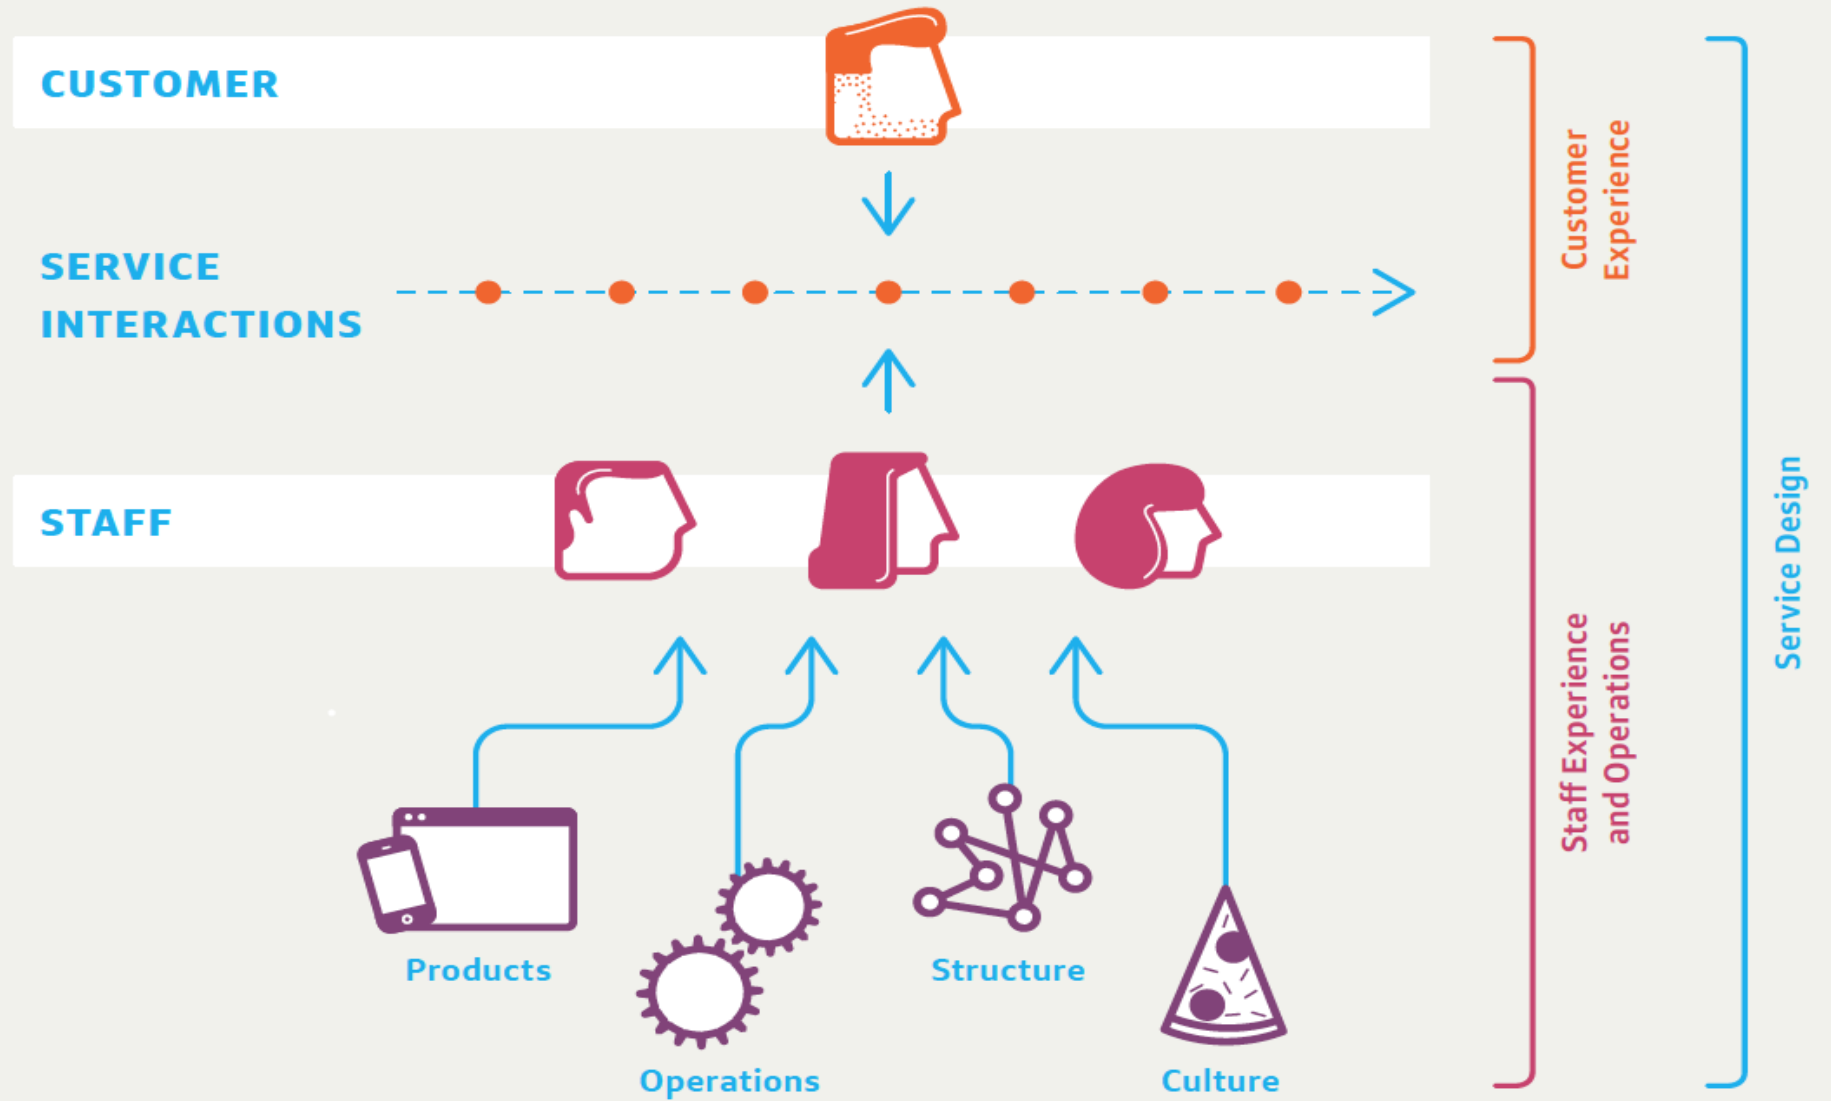 CUSTOMER
SERVICE
INTERACTIONS
STAFF
Products
Operations
Structure
Culture
Customer
Experience
Staff Experience
and Operations
Service Design